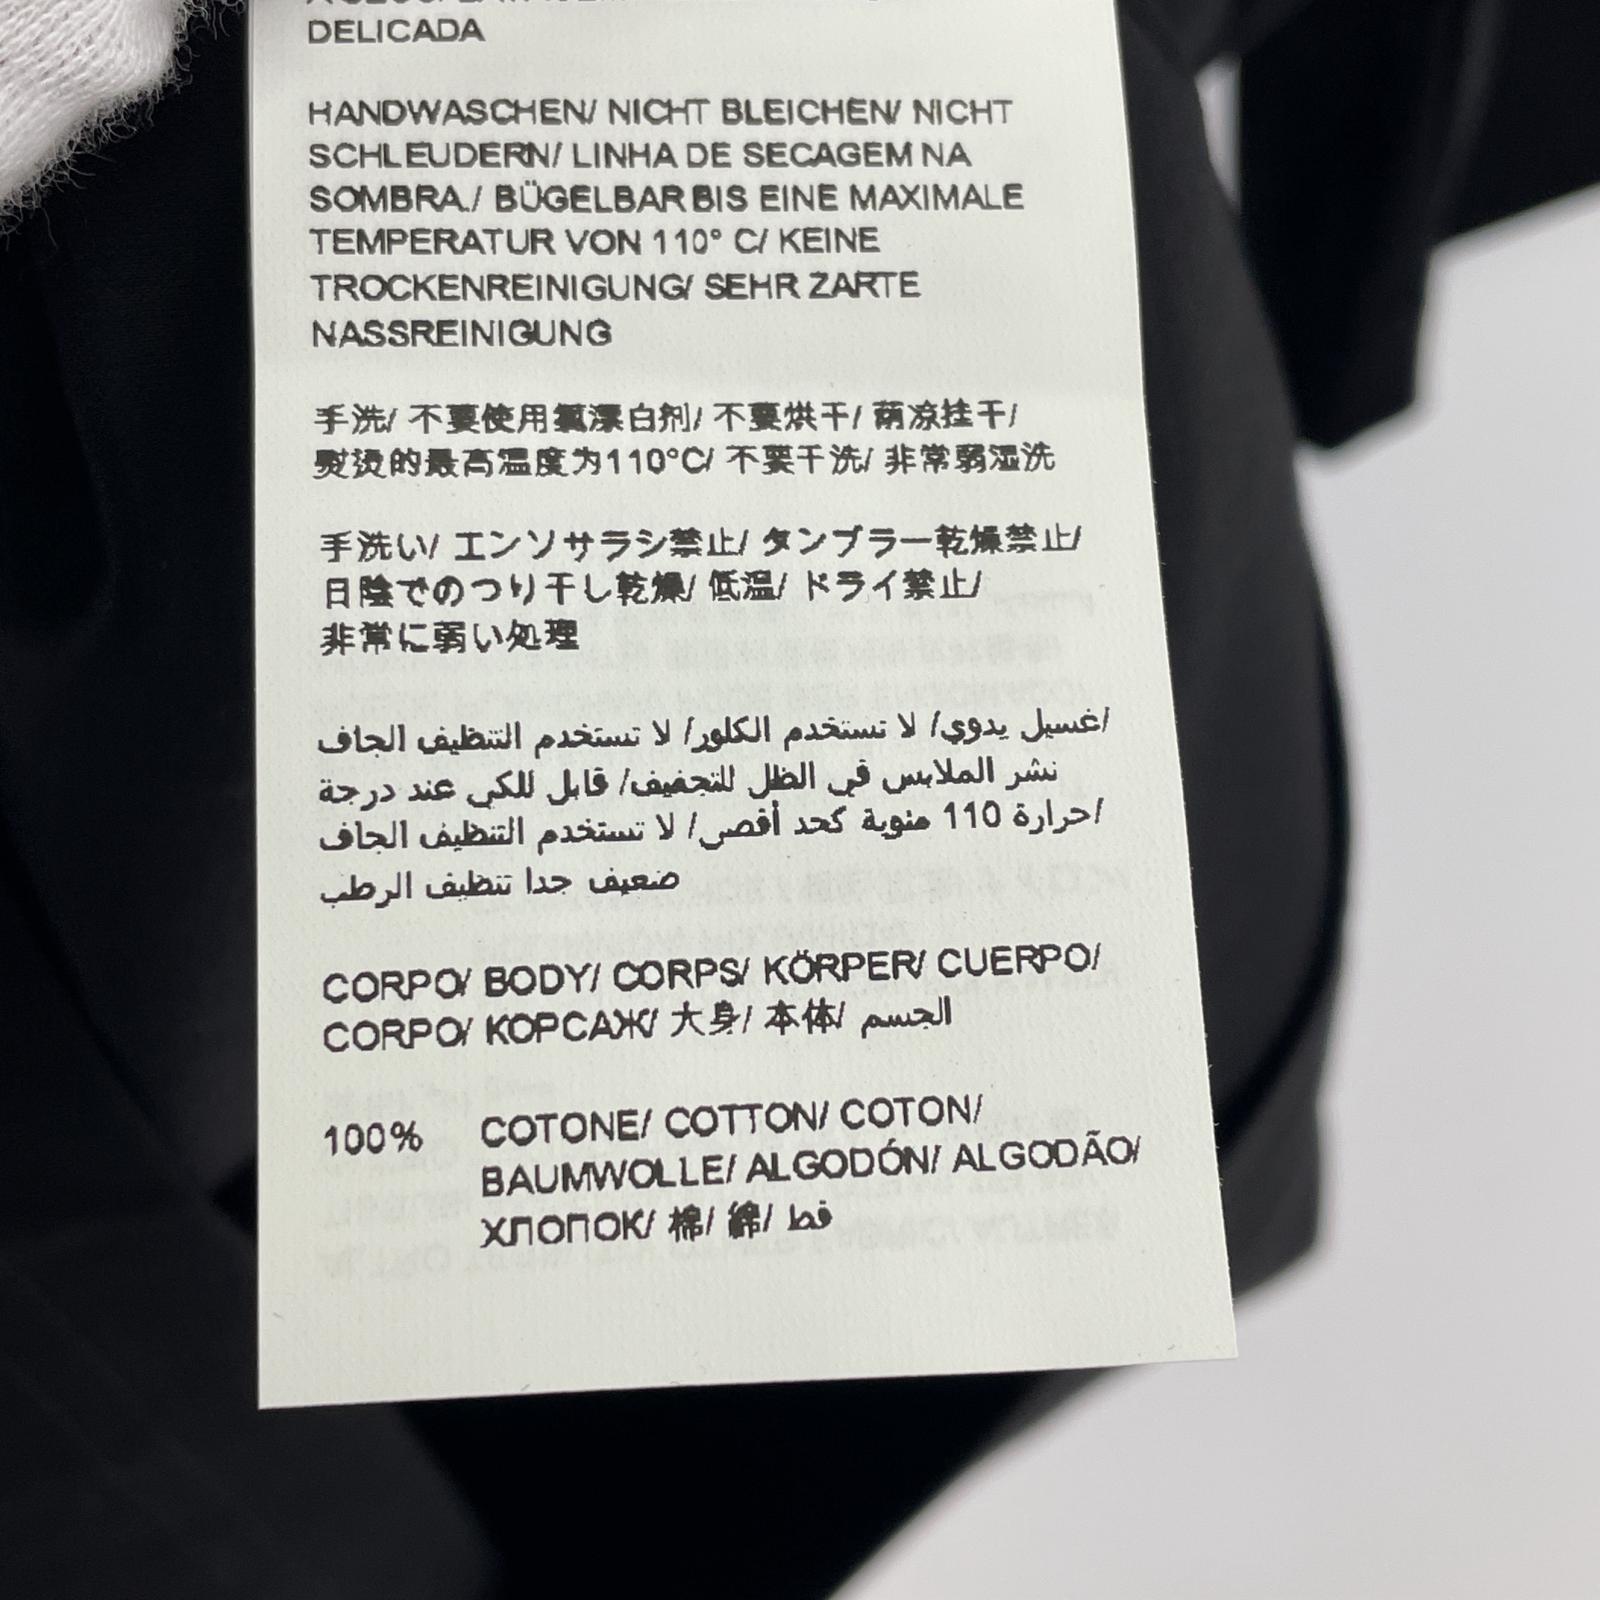 DELICADA
HANDWASCHEN/ NICHT BLEICHEN/ NICHT
SCHLEUDERN/ LINHA DE SECAGEM NA
SOMBRA./ BÜGELBAR BIS EINE MAXIMALE
TEMPERATUR VON 110° C/ KEINE
TROCKENREINIGUNG/ SEHR ZARTE
NASSREINIGUNG
手洗/ 不要使用氯漂白剂/ 不要烘干/ 荫凉挂干/
熨烫的最高温度为110°C/ 不要干洗/ 非常弱湿洗
手洗い/ エンソサラシ禁止/ タンブラー乾燥禁止/
日陰でのつり干し乾燥/ 低温/ ドライ禁止/
非常に弱い処理
غسيل يدوي/ لا تستخدم الكلور/ لا تستخدم التنظيف الجاف/
نشر الملابس في الظل للتجفيف/ قابل للكي عند درجة
حرارة 110 مئوية كحد أقصى/ لا تستخدم التنظيف الجاف/
ضعيف جدا تنظيف الرطب
CORPO/ BODY/ CORPS/ KÖRPER/ CUERPO/
CORPO/ КОРСАЖ/ 大身/ 本体/ الجسم
100% COTONE/ COTTON/ COTON/
BAUMWOLLE/ ALGODÓN/ ALGODÃO/
ХЛОПОК/ 棉/ 綿/ قط